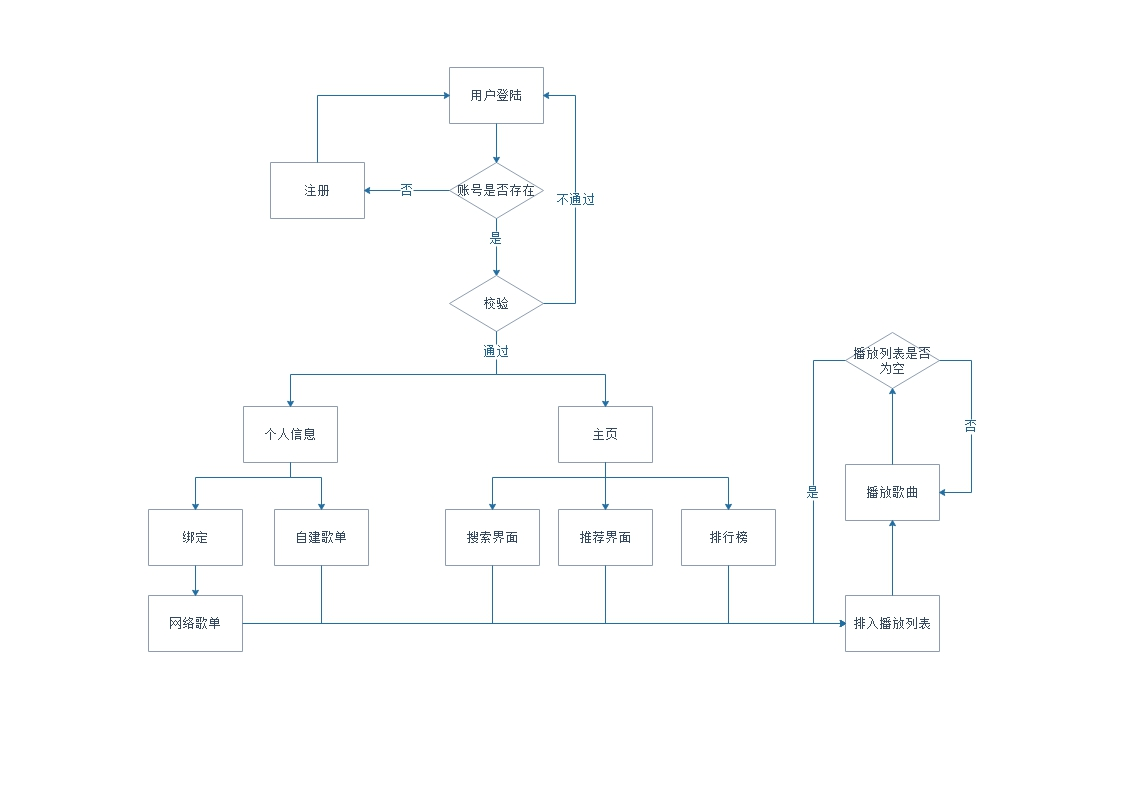 用户登陆
注册
否
账号是否存在
不通过
是
校验
通过
播放列表是否
为空
个人信息
主页
否
播放歌曲
是
绑定
自建歌单
搜索界面
推荐界面
排行榜
网络歌单
排入播放列表